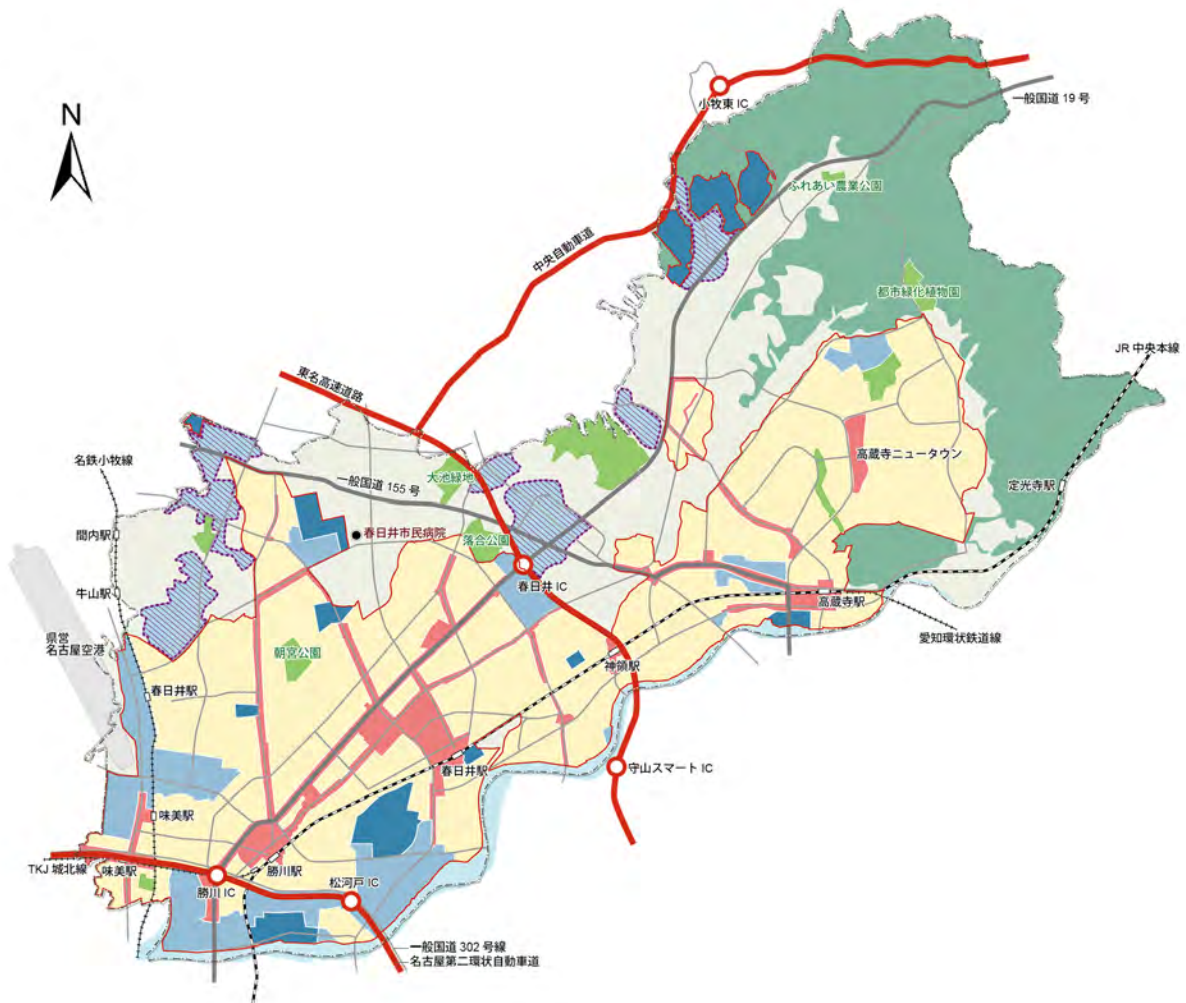 N
小牧東 IC
一般国道 19 号
ふれあい農業公園
中央自動車道
都市緑化植物園
JR 中央本線
東名高速道路
名鉄小牧線
一般国道 155 号
大池緑地
高蔵寺ニュータウン
定光寺駅
間内駅
春日井市民病院
落合公園
春日井 IC
牛山駅
高蔵寺駅
愛知環状鉄道線
県営
名古屋空港
朝宮公園
神領駅
春日井駅
春日井駅
守山スマート IC
味美駅
TKJ 城北線
味美駅
勝川駅
勝川 IC
松河戸 IC
一般国道 302 号線
名古屋第二環状自動車道